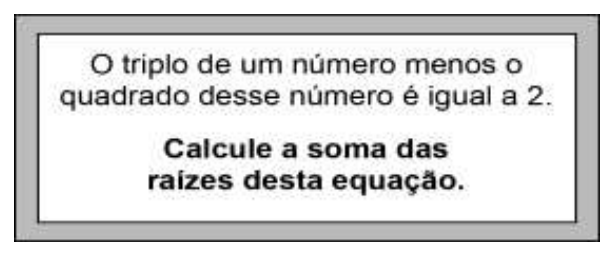 O triplo de um número menos o
quadrado desse número é igual a 2.
Calcule a soma das
raízes desta equação.